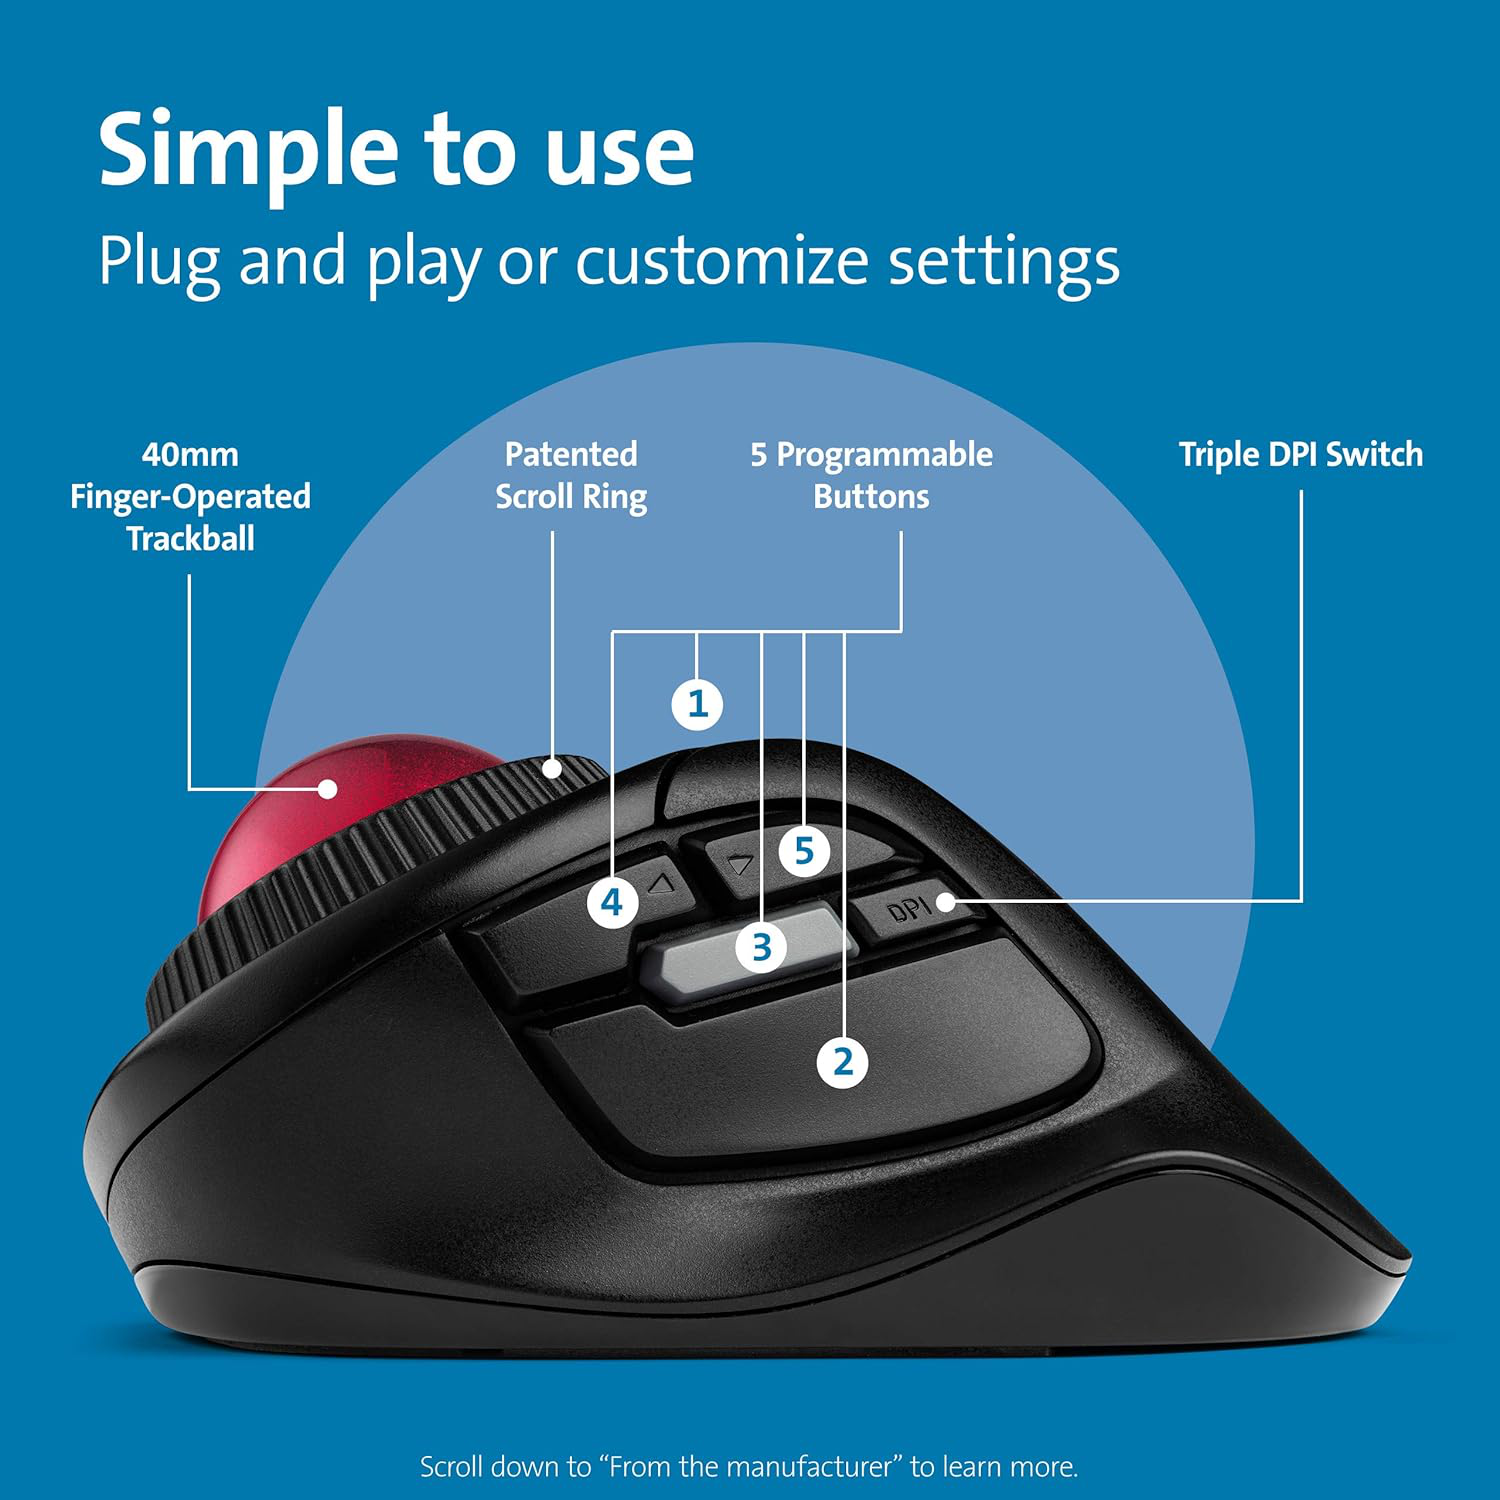 Simple to use
Plug and play or customize settings
40mm
Finger-Operated
Trackball
Patented
Scroll Ring
5 Programmable
Buttons
Triple DPI Switch
1
5
4
DPI
3
2
Scroll down to “From the manufacturer” to learn more.